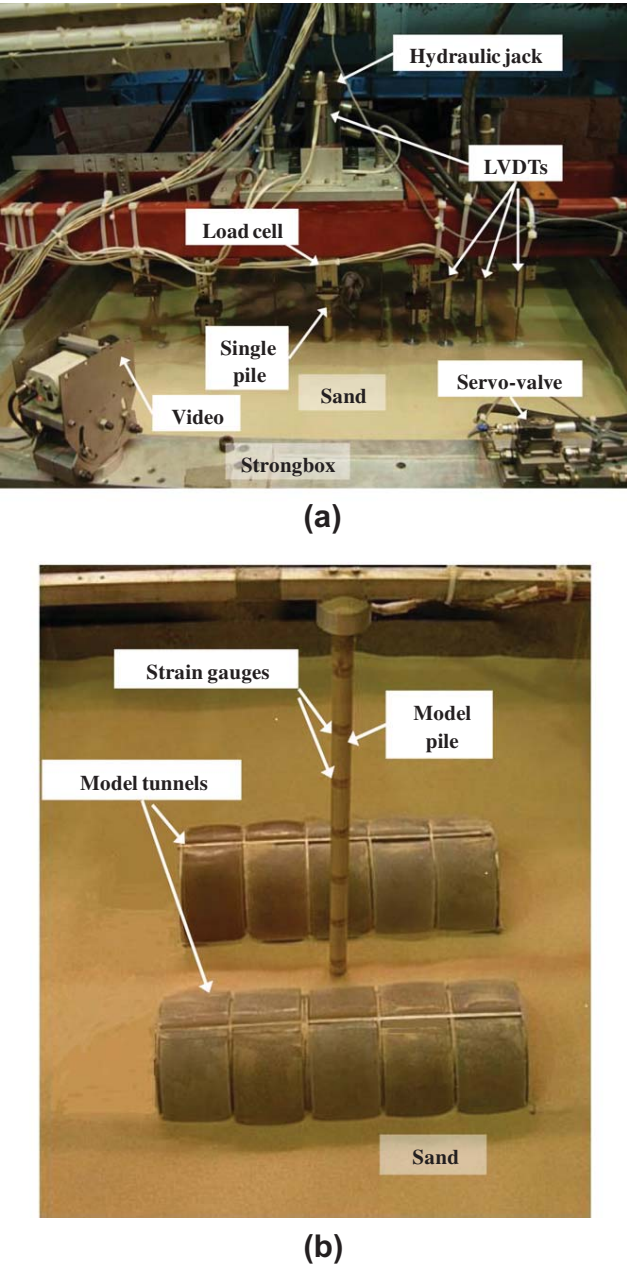 Hydraulic jack
LVDTs
Load cell
Single
pile
Servo-valve
Sand
Video
Strongbox
(a)
Strain gauges
Model
pile
Model tunnels
Sand
(b)